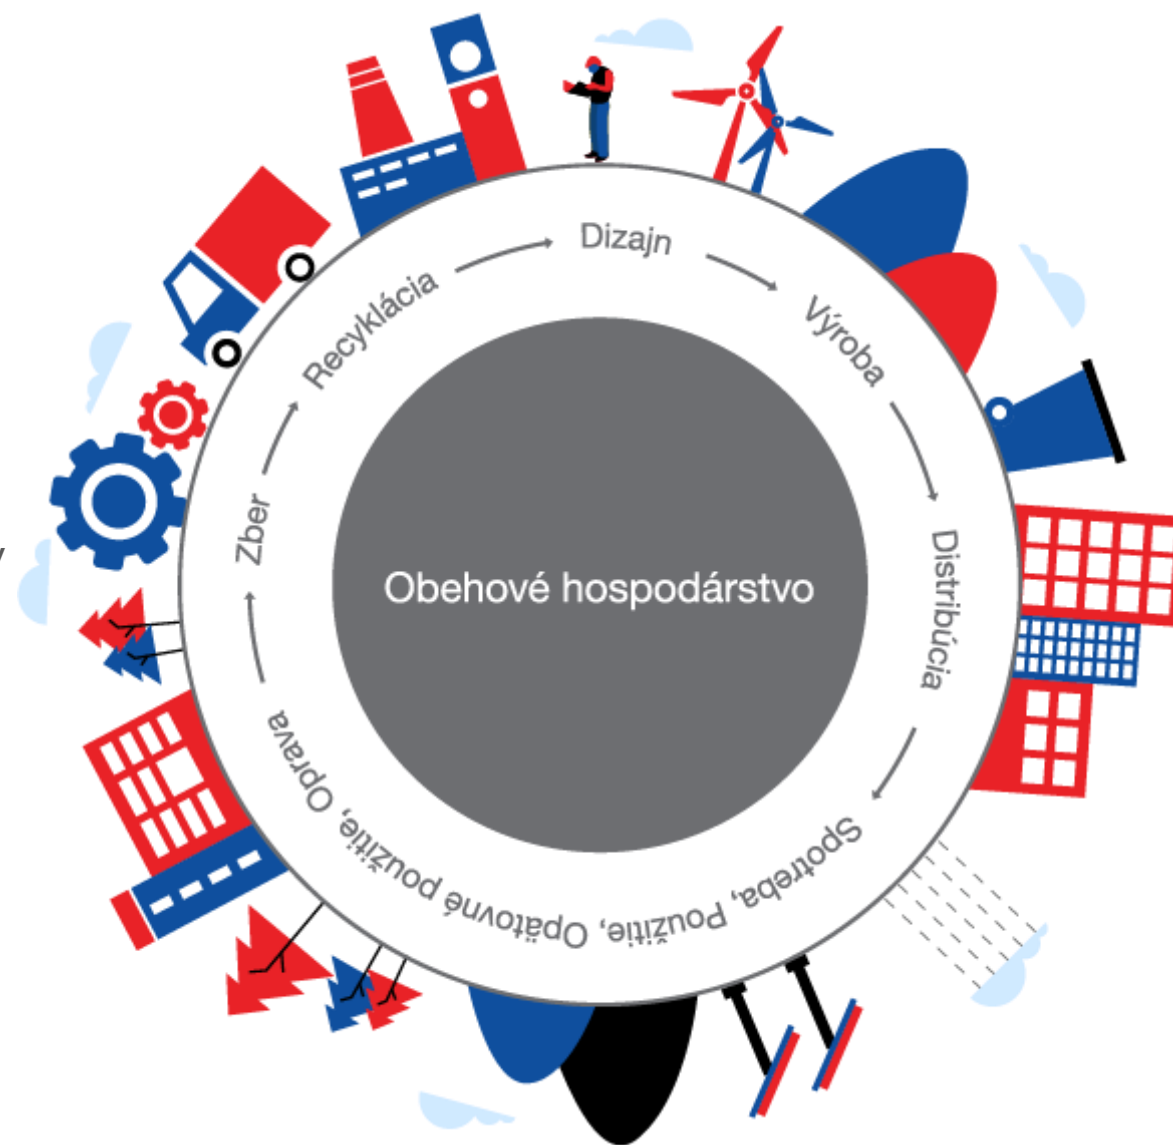 Dizajn
Výroba
Distribúcia
Spotreba, Použitie, Opätovné použitie, Oprava
Zber
Recyklácia
Obehové hospodárstvo